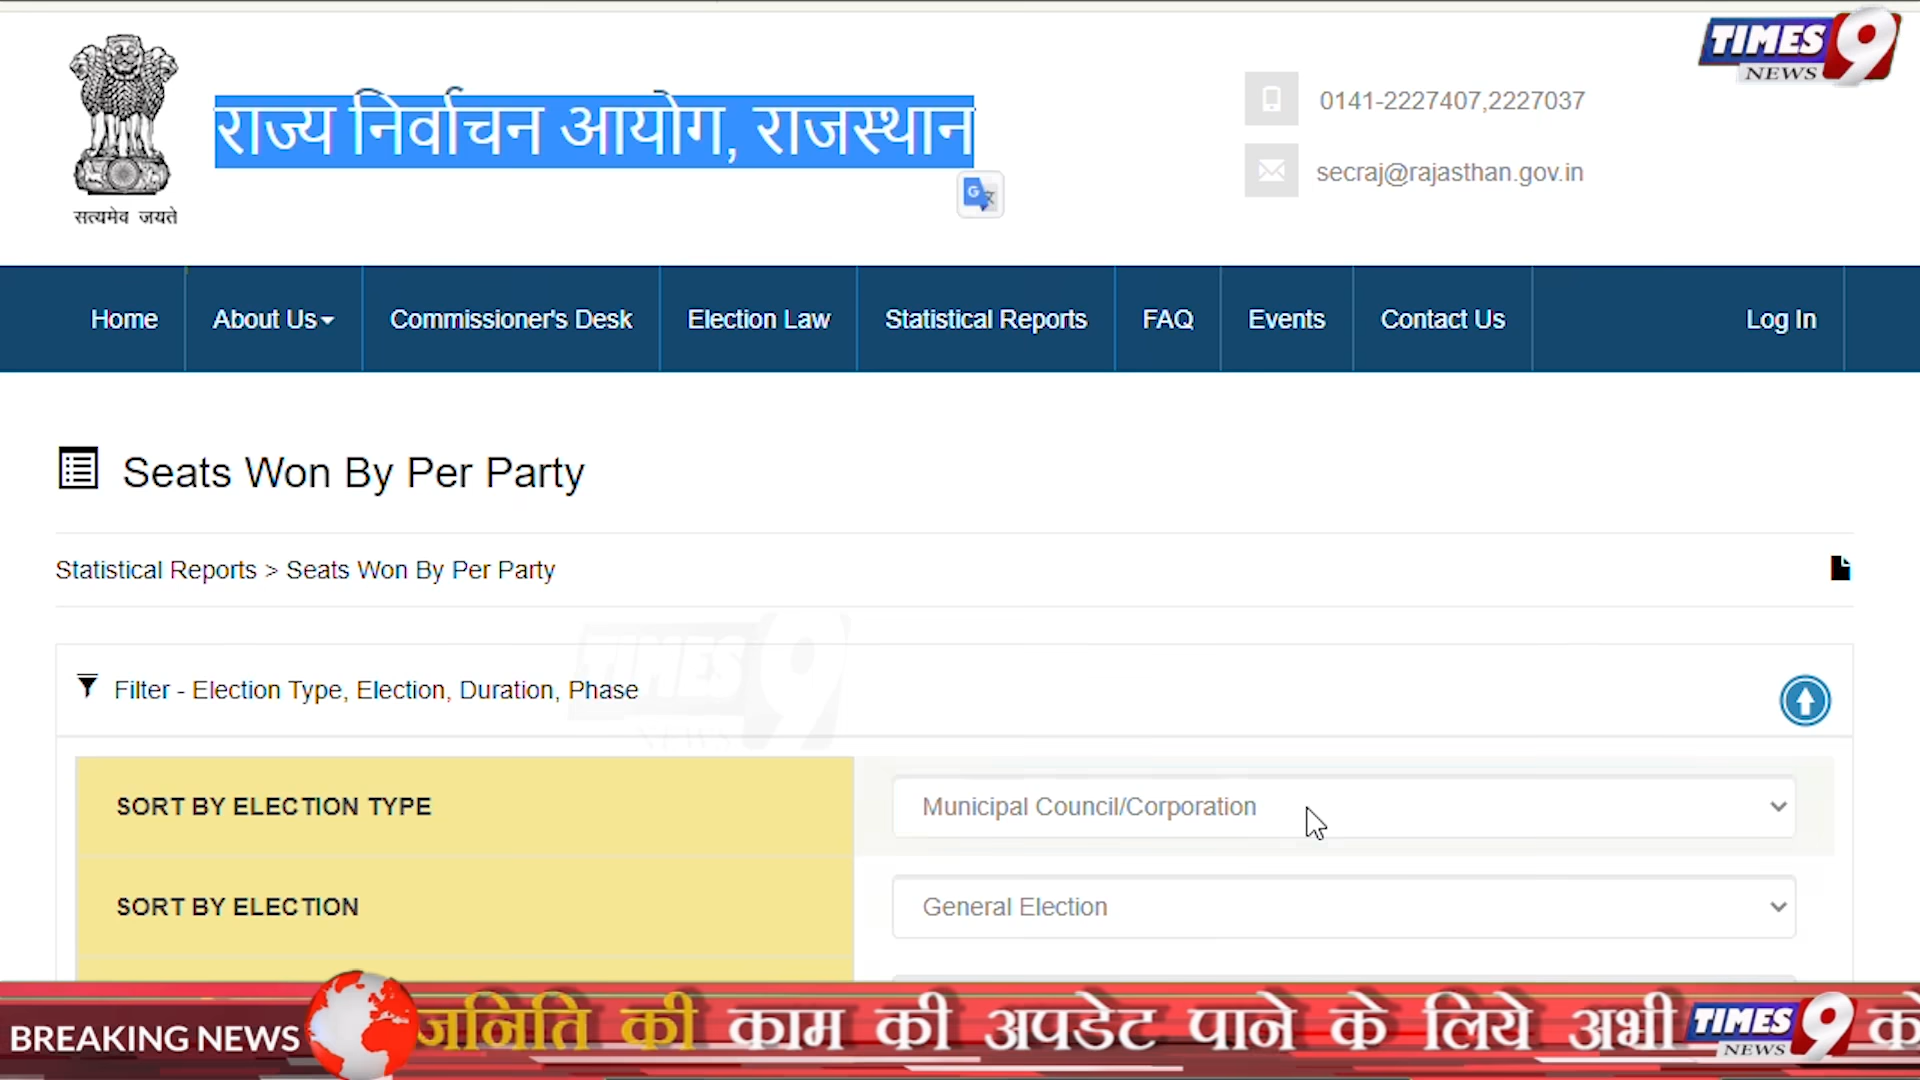 TIMES 9
NEWS
राज्य निर्वाचन आयोग, राजस्थान
0141-2227407,2227037
secraj@rajasthan.gov.in
सत्यमेव जयते
Home
About Us
Commissioner's Desk
Election Law
Statistical Reports
FAQ
Events
Contact Us
Log In
Seats Won By Per Party
Statistical Reports > Seats Won By Per Party
TIMES 9
NEWS
Filter - Election Type, Election, Duration, Phase
SORT BY ELECTION TYPE
Municipal Council/Corporation
SORT BY ELECTION
General Election
BREAKING NEWS
जनिति की काम की अपडेट पाने के लिये अभी TIMES 9 NEWS को